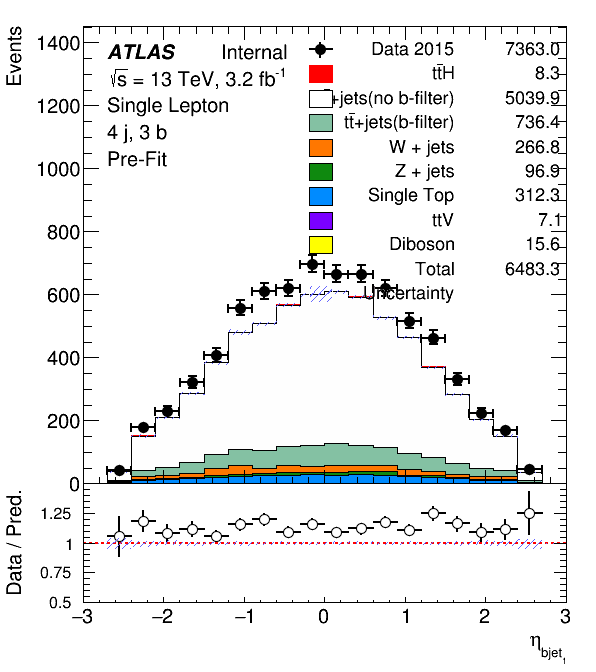 Events
1400
1200
1000
800
600
400
200
0
ATLAS Internal
√s = 13 TeV, 3.2 fb-1
Single Lepton
4 j, 3 b
Pre-Fit
Data 2015 7363.0
tt̄H 8.3
+jets(no b-filter) 5039.9
tt̄+jets(b-filter) 736.4
W + jets 266.8
Z + jets 96.9
Single Top 312.3
ttV 7.1
Diboson 15.6
Total 6483.3
Uncertainty
Data / Pred.
1.25
1
0.75
0.5
−3 −2 −1 0 1 2 3
ηbjet1